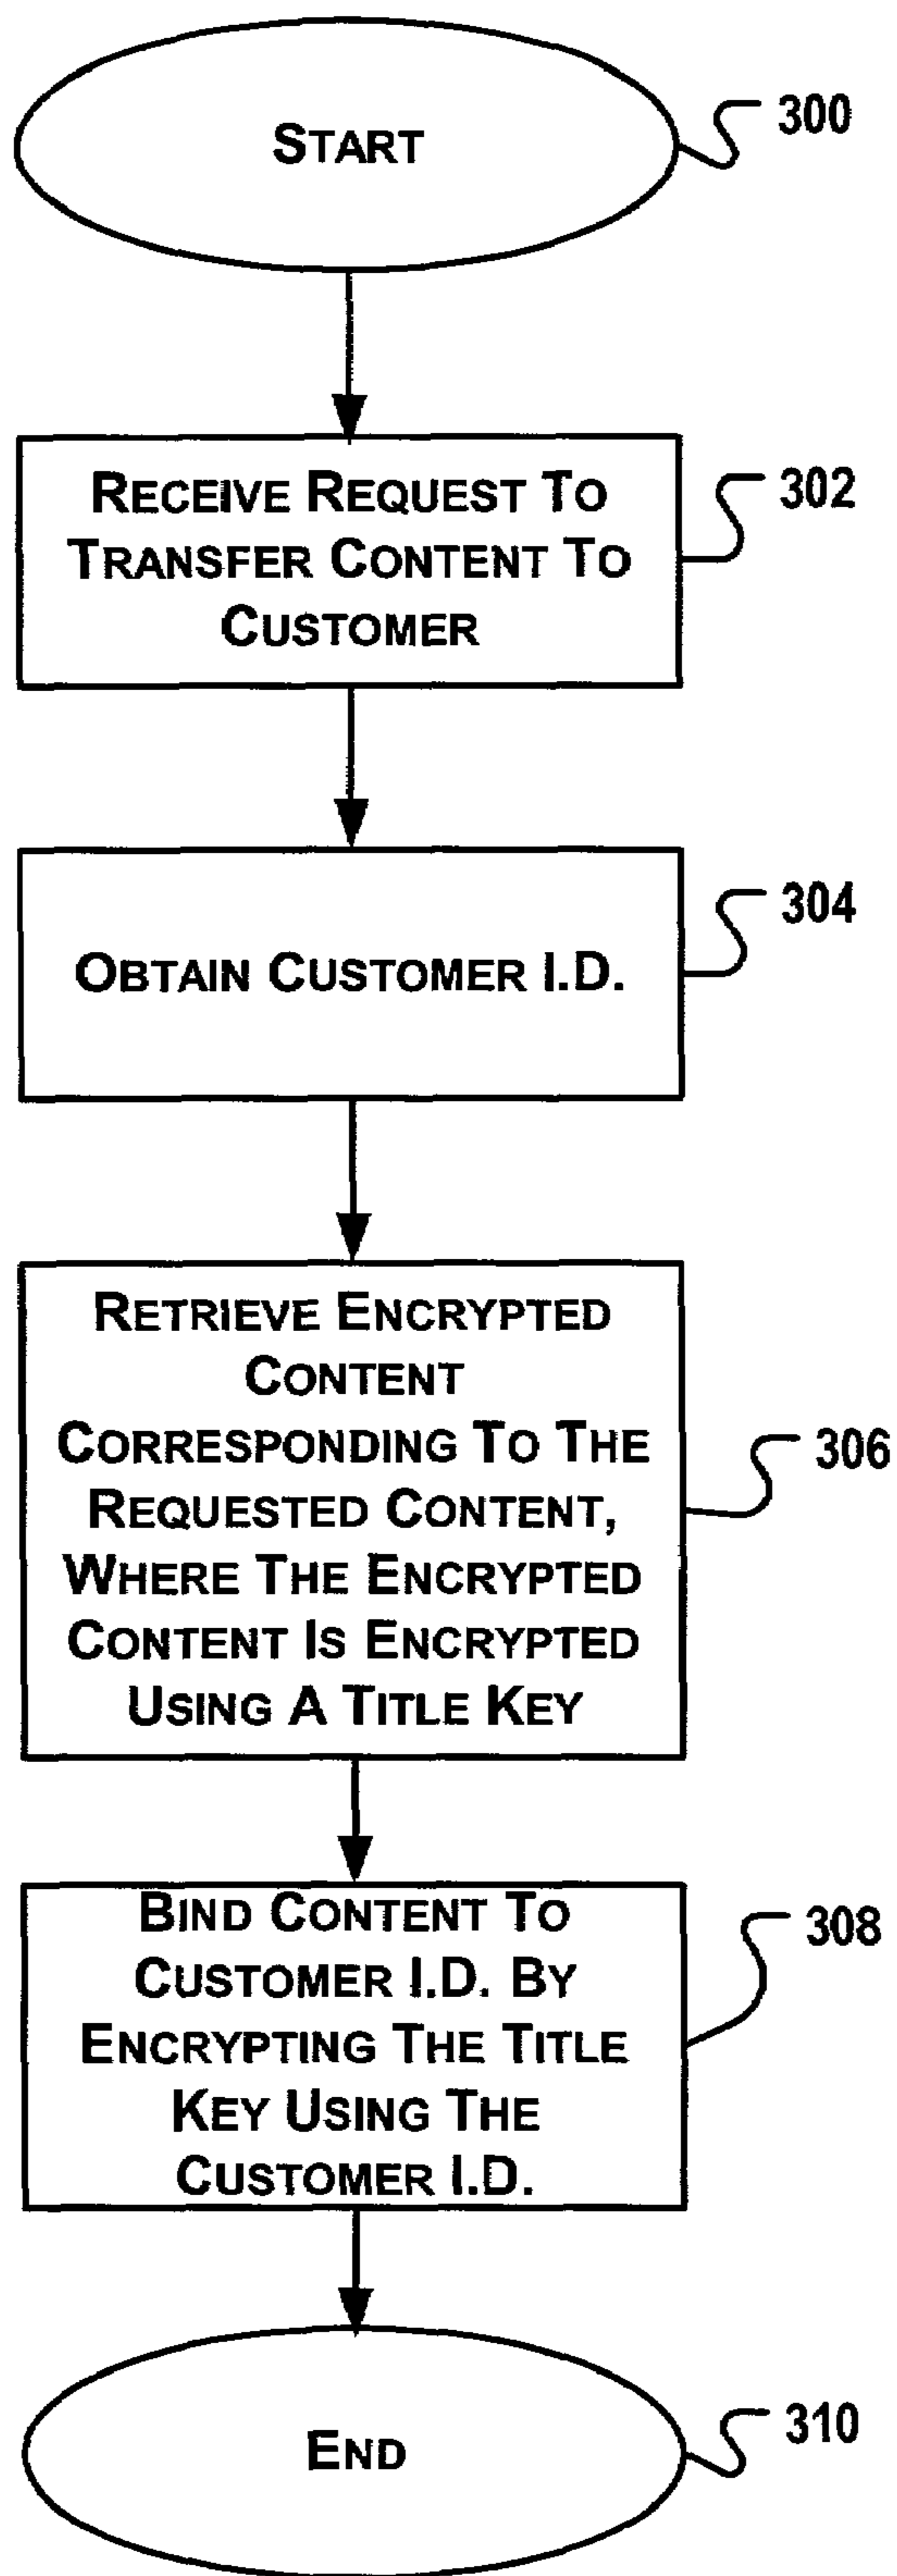 START
300
RECEIVE REQUEST TO
TRANSFER CONTENT TO
CUSTOMER
302
OBTAIN CUSTOMER I.D.
304
RETRIEVE ENCRYPTED
CONTENT
CORRESPONDING TO THE
REQUESTED CONTENT,
WHERE THE ENCRYPTED
CONTENT IS ENCRYPTED
USING A TITLE KEY
306
BIND CONTENT TO
CUSTOMER I.D. BY
ENCRYPTING THE TITLE
KEY USING THE
CUSTOMER I.D.
308
END
310